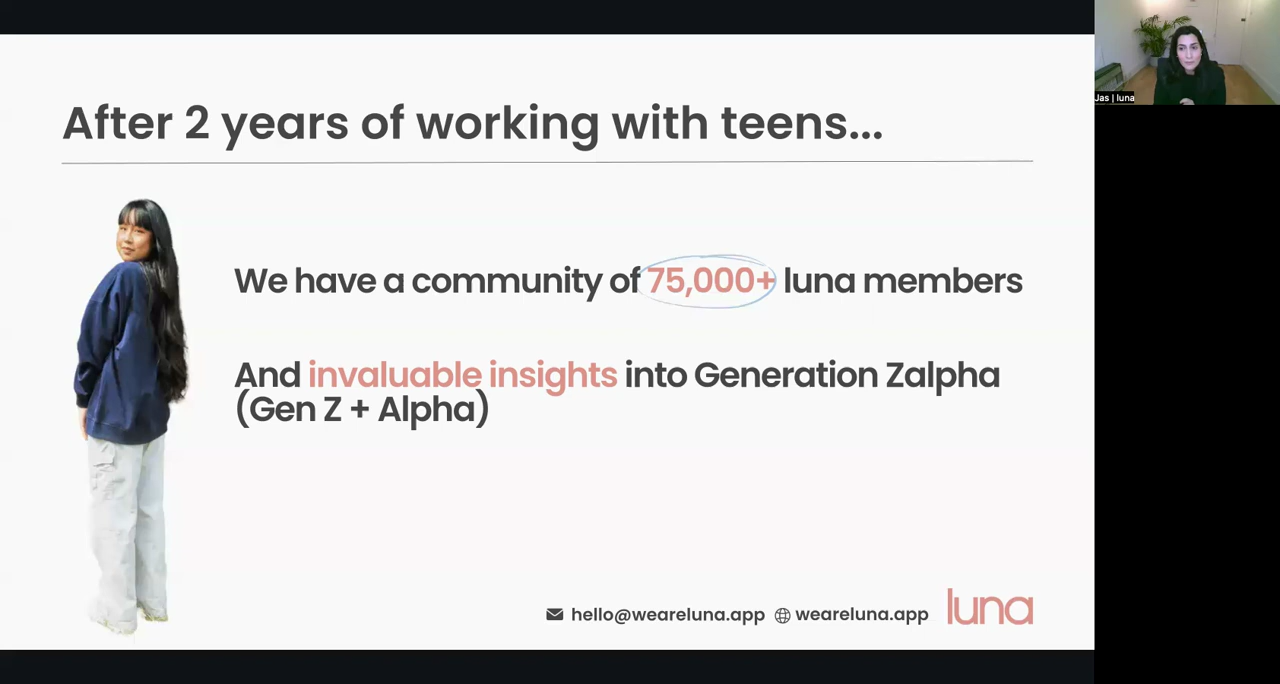 After 2 years of working with teens...
We have a community of 75,000+ luna members
And invaluable insights into Generation Zalpha
(Gen Z + Alpha)
hello@weareluna.app weareluna.app luna
Jas | luna